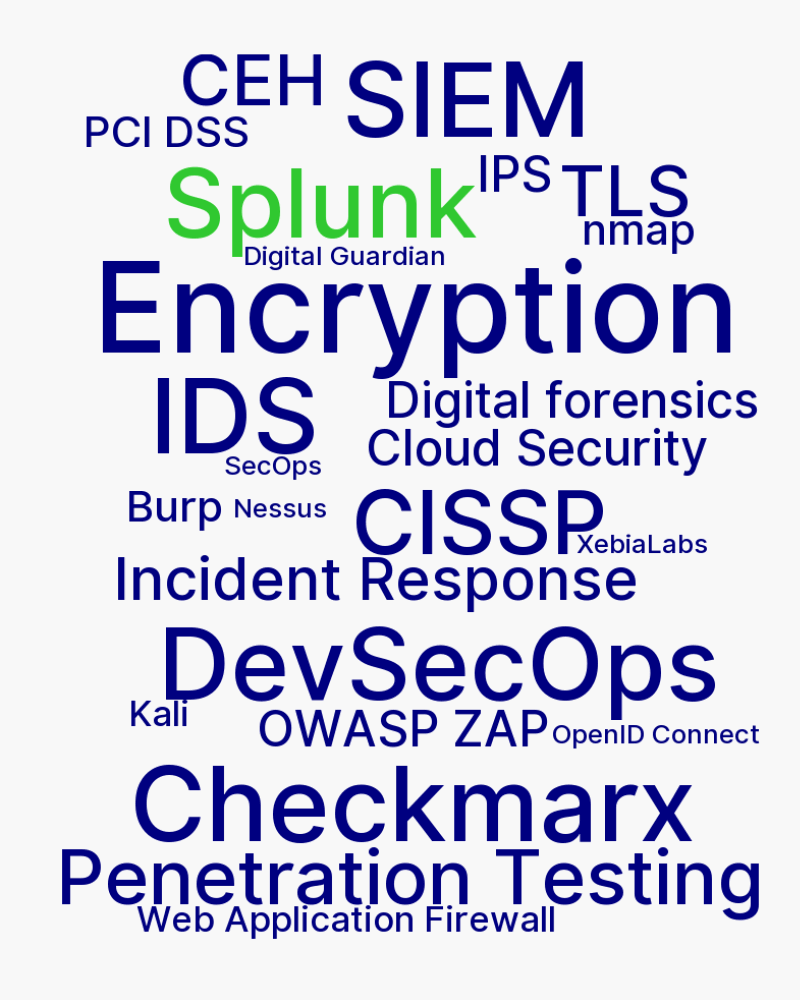 CEH SIEM
PCI DSS
Splunk IPS TLS
nmap
Digital Guardian
Encryption
IDS Digital forensics
Cloud Security
SecOps
Burp Nessus CISSP
XebiaLabs
Incident Response
DevSecOps
Kali OWASP ZAP OpenID Connect
Checkmarx
Penetration Testing
Web Application Firewall